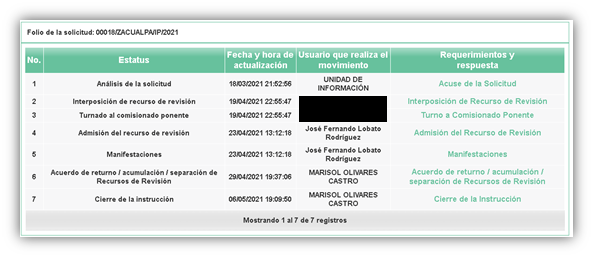 Folio de la solicitud: 00018/ZACUALPA/IP/2021
No. Estatus Fecha y hora de actualización Usuario que realiza el movimiento Requerimientos y respuesta
1 Análisis de la solicitud 18/03/2021 21:52:56 UNIDAD DE INFORMACIÓN Acuse de la Solicitud
2 Interposición de recurso de revisión 19/04/2021 22:55:47 Interposición de Recurso de Revisión
3 Turnado al comisionado ponente 19/04/2021 22:55:47 Turno a Comisionado Ponente
4 Admisión del recurso de revisión 23/04/2021 13:12:18 José Fernando Lobato Rodríguez Admisión del Recurso de Revisión
5 Manifestaciones 23/04/2021 13:12:18 José Fernando Lobato Rodríguez Manifestaciones
6 Acuerdo de returno / acumulación / separación de Recursos de Revisión 29/04/2021 19:37:06 MARISOL OLIVARES CASTRO Acuerdo de returno / acumulación / separación de Recursos de Revisión
7 Cierre de la instrucción 06/05/2021 19:09:50 MARISOL OLIVARES CASTRO Cierre de la Instrucción
Mostrando 1 al 7 de 7 registros